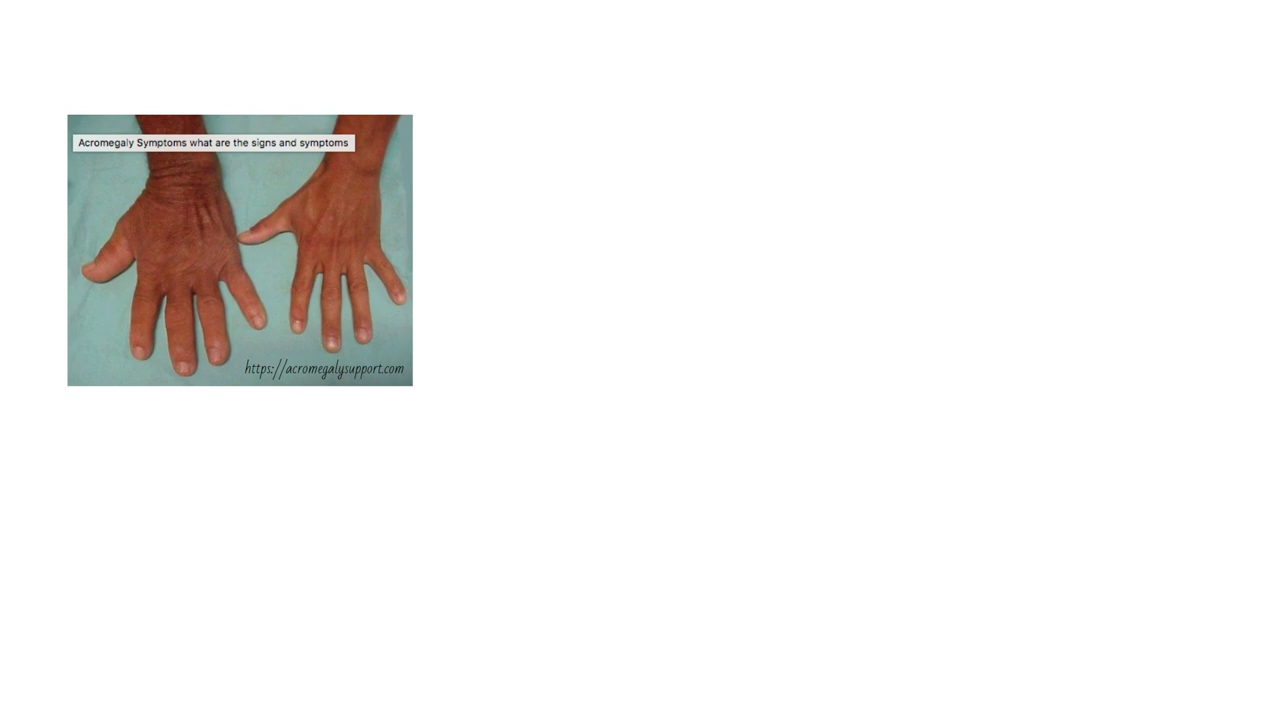 Acromegaly Symptoms what are the signs and symptoms
https://acromegalysupport.com